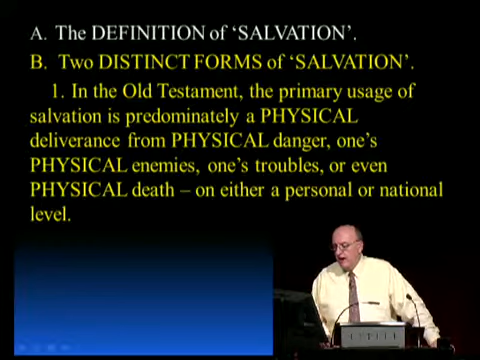 A. The DEFINITION of ‘SALVATION’.
B. Two DISTINCT FORMS of ‘SALVATION’.
1. In the Old Testament, the primary usage of
salvation is predominately a PHYSICAL
deliverance from PHYSICAL danger, one’s
PHYSICAL enemies, one’s troubles, or even
PHYSICAL death – on either a personal or national
level.